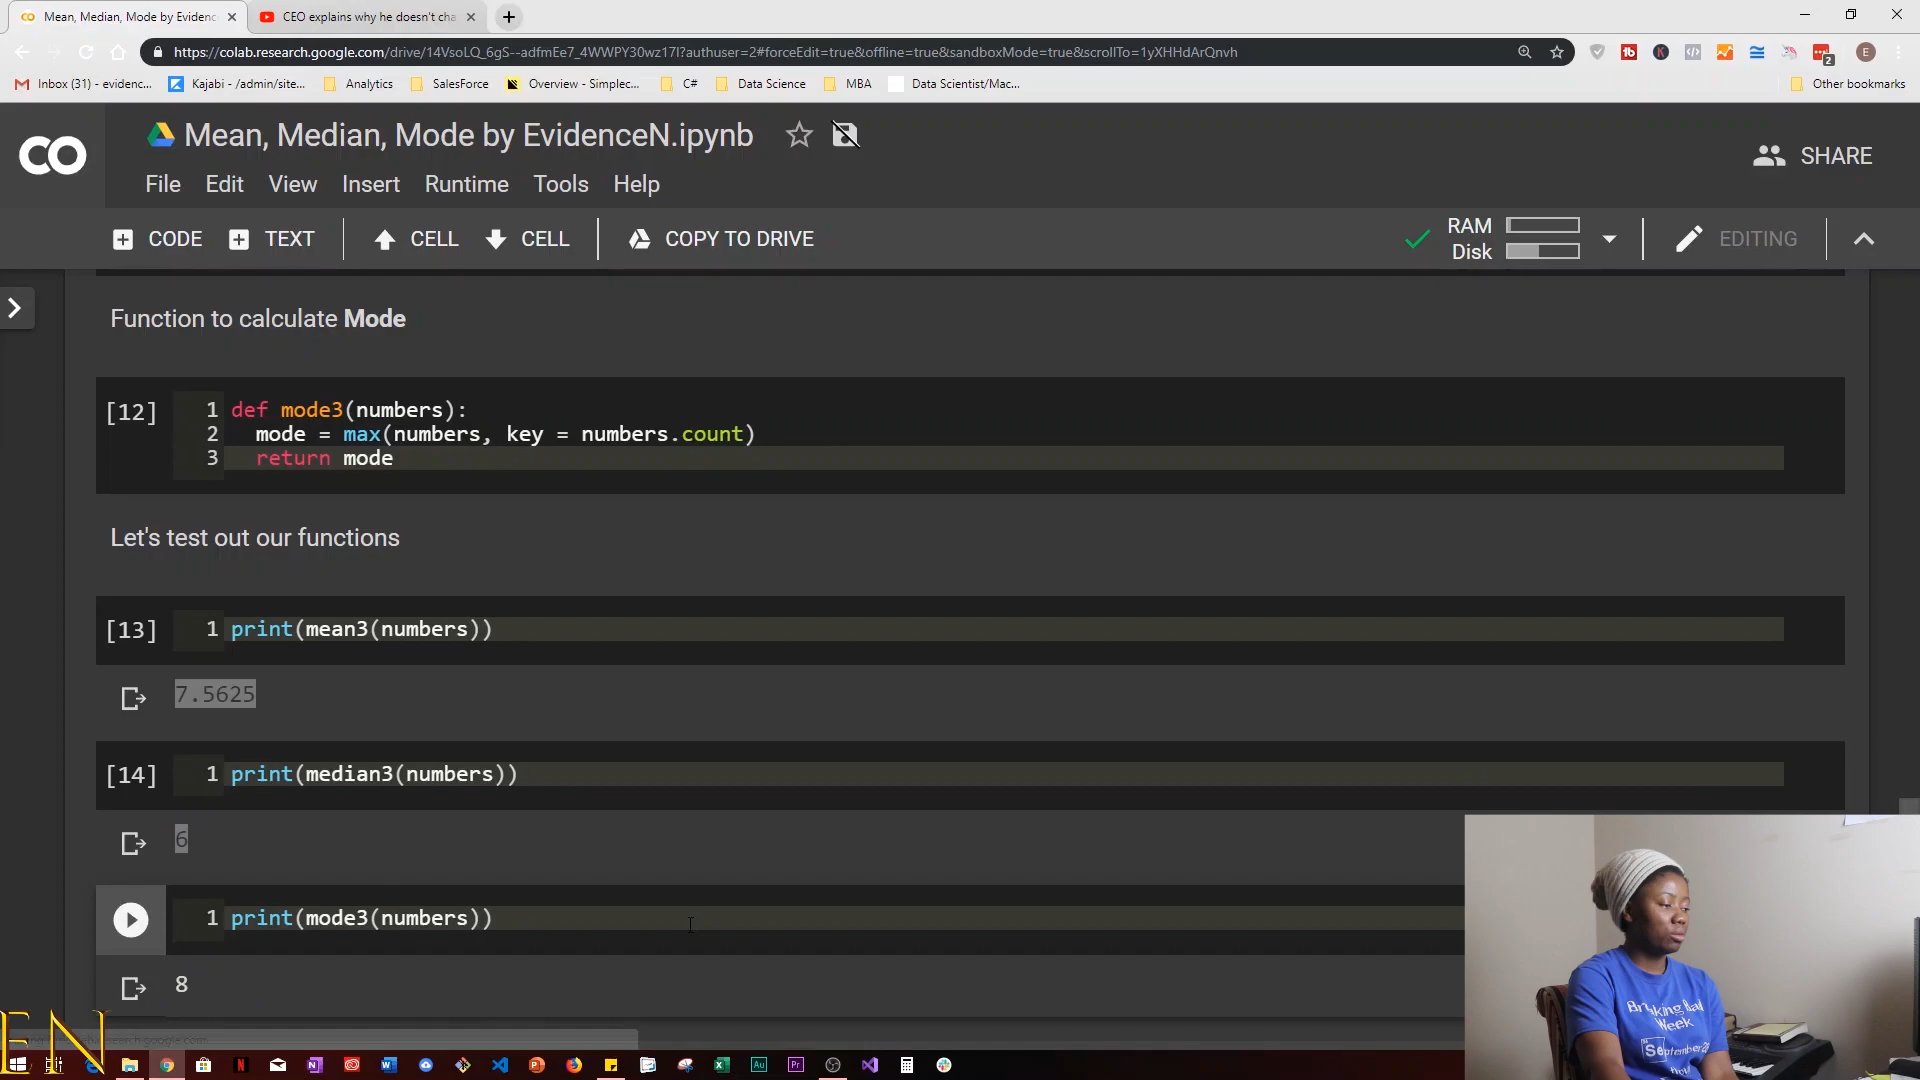 Mean, Median, Mode by Evidenc
CEO explains why he doesn't cha
https://colab.research.google.com/drive/14VsoLQ_6gS--adfmEe7_4WWPY30wz17I?authuser=2#forceEdit=true&offline=true&sandboxMode=true&scrollTo=1yXHHdArQnvh
2
E
Inbox (31) - evidenc...
Kajabi - /admin/site...
Analytics
SalesForce
Overview - Simplec...
C#
Data Science
MBA
Data Scientist/Mac...
Other bookmarks
CO
Mean, Median, Mode by EvidenceN.ipynb
SHARE
File Edit View Insert Runtime Tools Help
CODE TEXT CELL CELL COPY TO DRIVE
RAM
Disk
EDITING
Function to calculate Mode
[12]
1 def mode3(numbers):
2 mode = max(numbers, key = numbers.count)
3 return mode
Let's test out our functions
[13] 1 print(mean3(numbers))
7.5625
[14] 1 print(median3(numbers))
6
1 print(mode3(numbers))
8
EN
Breaking Bad
Week
September